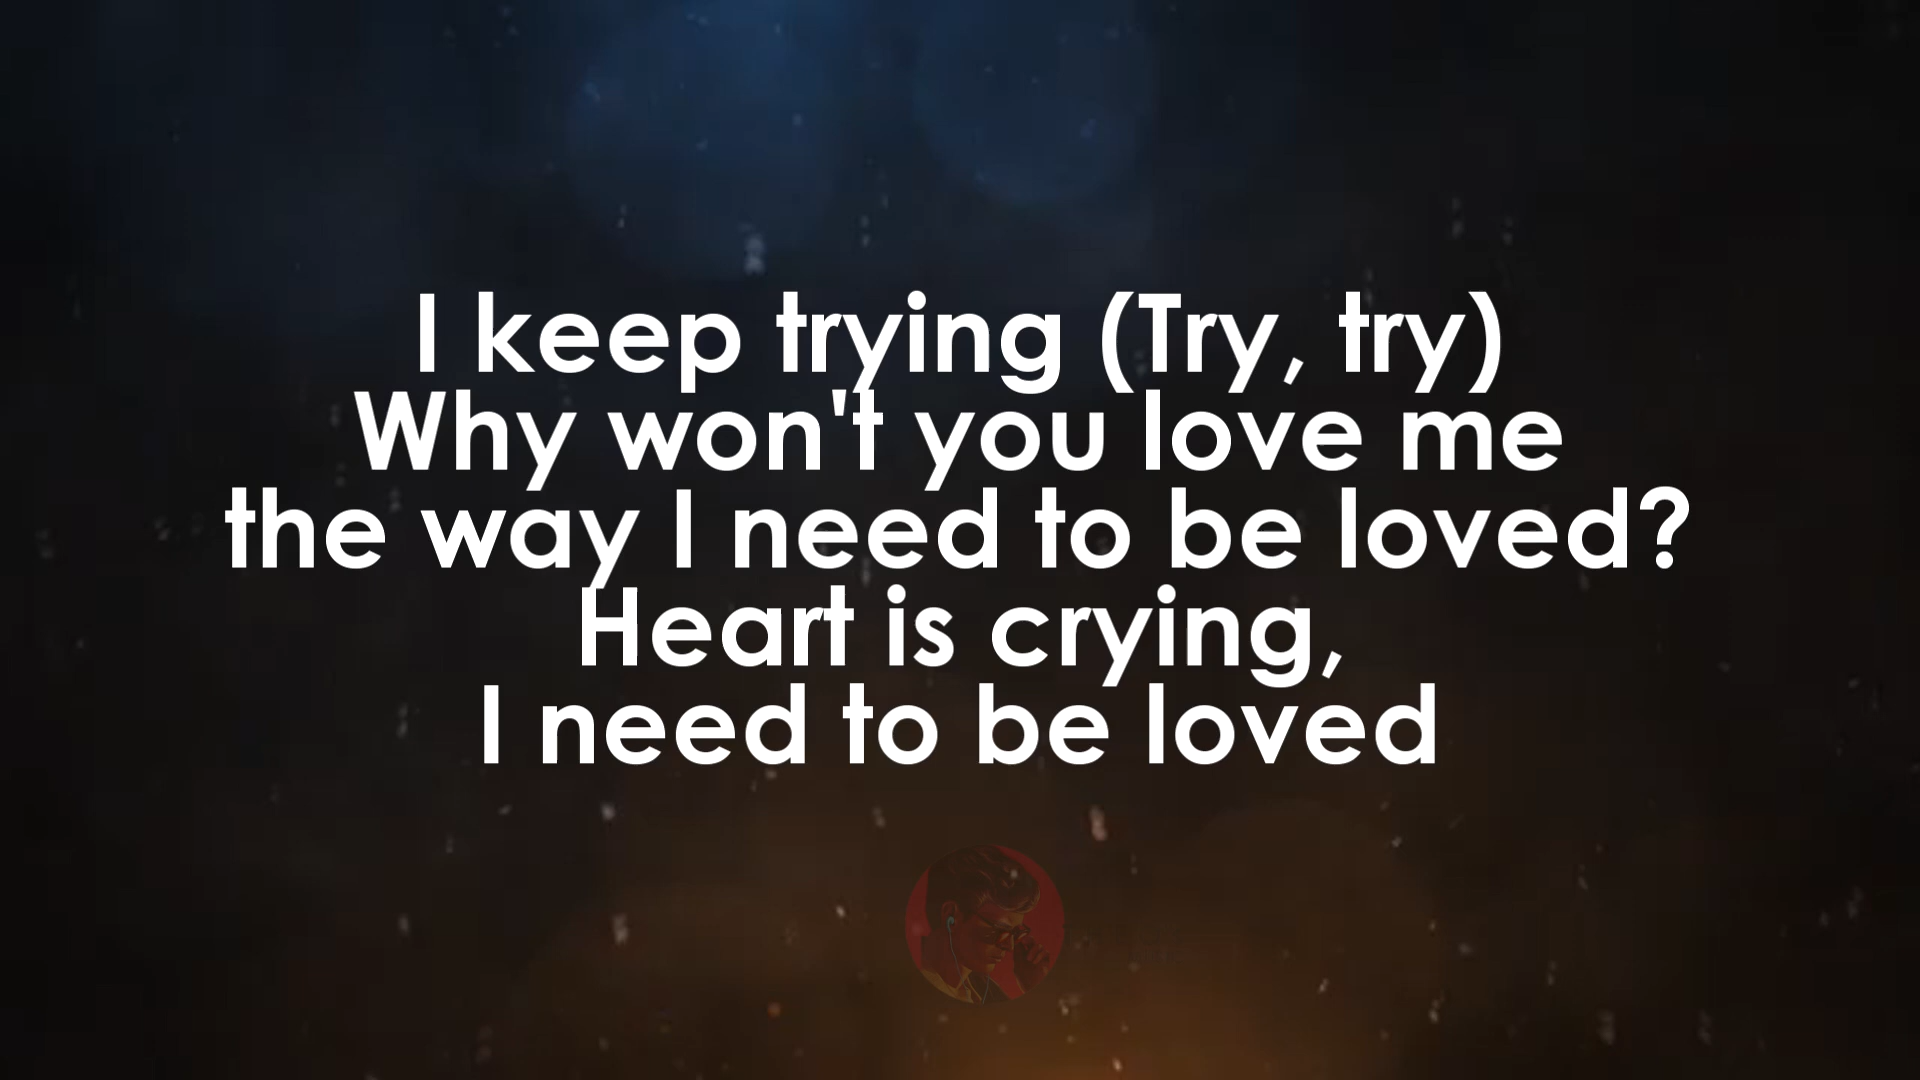 I keep trying (Try, try)
Why won't you love me
the way I need to be loved?
Heart is crying,
I need to be loved